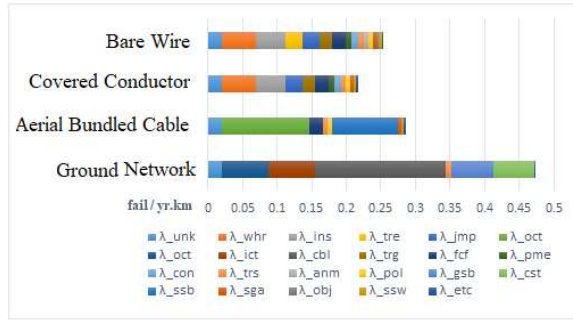 Bare Wire
Covered Conductor
Aerial Bundled Cable
Ground Network
fail / yr.km 0 0.05 0.1 0.15 0.2 0.25 0.3 0.35 0.4 0.45 0.5
λ_unk λ_whr λ_ins λ_tre λ_jmp λ_oct
λ_oct λ_ict λ_cbl λ_trg λ_fcf λ_pme
λ_con λ_trs λ_anm λ_pol λ_gsb λ_cst
λ_ssb λ_sga λ_obj λ_ssw λ_etc